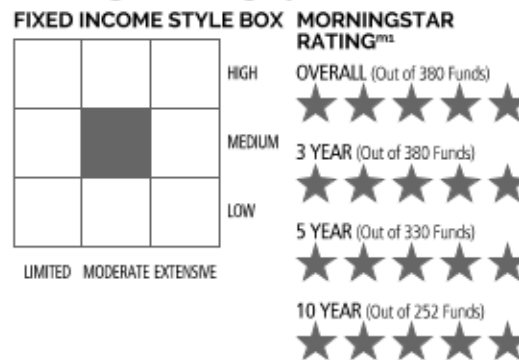 FIXED INCOME STYLE BOX
HIGH
MEDIUM
LOW
LIMITED MODERATE EXTENSIVE
MORNINGSTAR
RATINGᵐ¹
OVERALL (Out of 380 Funds)
3 YEAR (Out of 380 Funds)
5 YEAR (Out of 330 Funds)
10 YEAR (Out of 252 Funds)